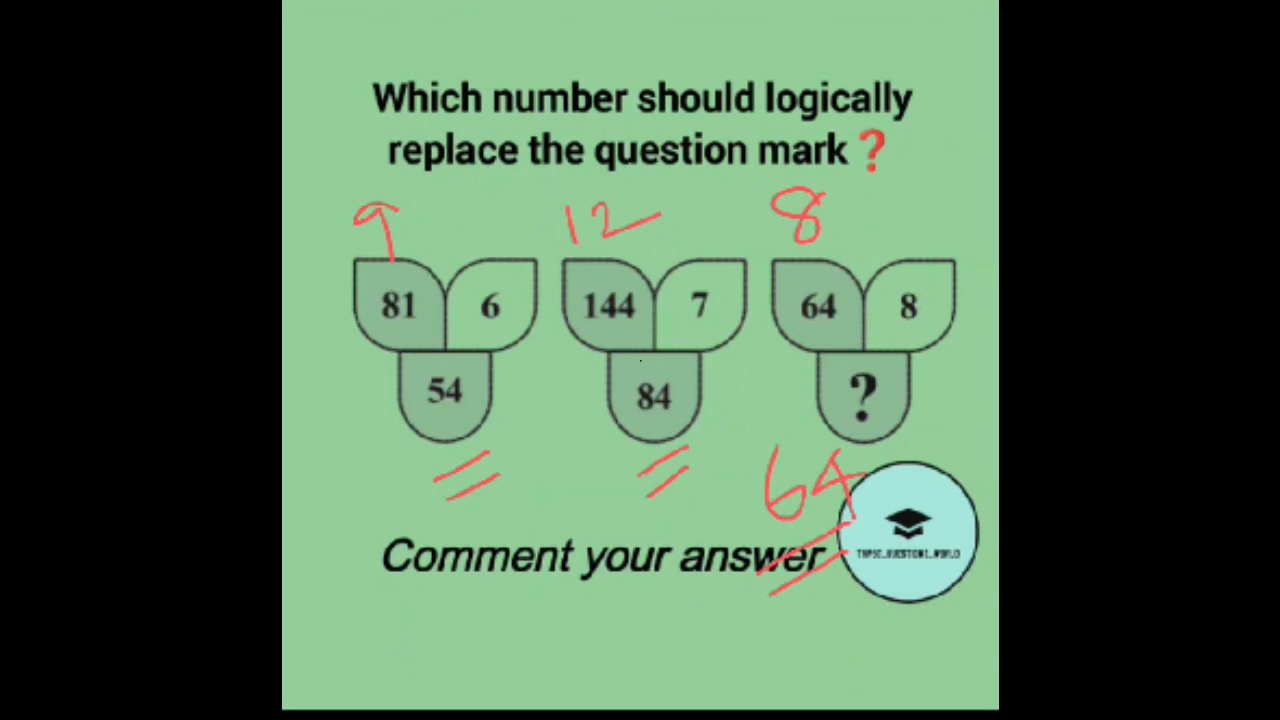 Which number should logically
replace the question mark ❓
9 12 8
81 6 144 7 64 8
54 84 ?
64
Comment your answer
TNPSC_QUESTIONS_WORLD